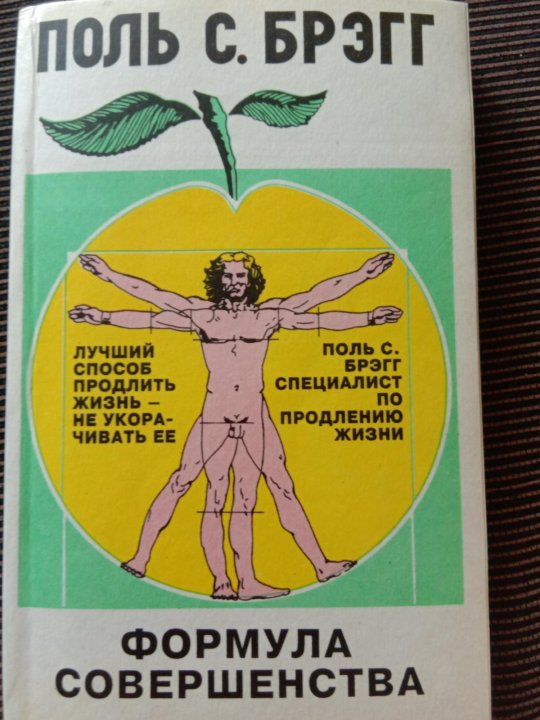 ПОЛЬ С. БРЭГГ
ЛУЧШИЙ
СПОСОБ
ПРОДЛИТЬ
ЖИЗНЬ –
НЕ УКОРА-
ЧИВАТЬ ЕЕ
ПОЛЬ С.
БРЭГГ
СПЕЦИАЛИСТ
ПО
ПРОДЛЕНИЮ
ЖИЗНИ
ФОРМУЛА
СОВЕРШЕНСТВА